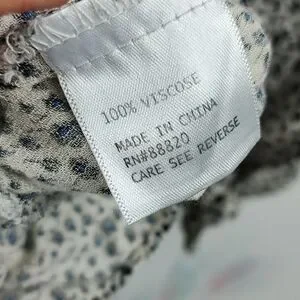 100% VISCOSE
MADE IN CHINA
RN#88820
CARE SEE REVERSE